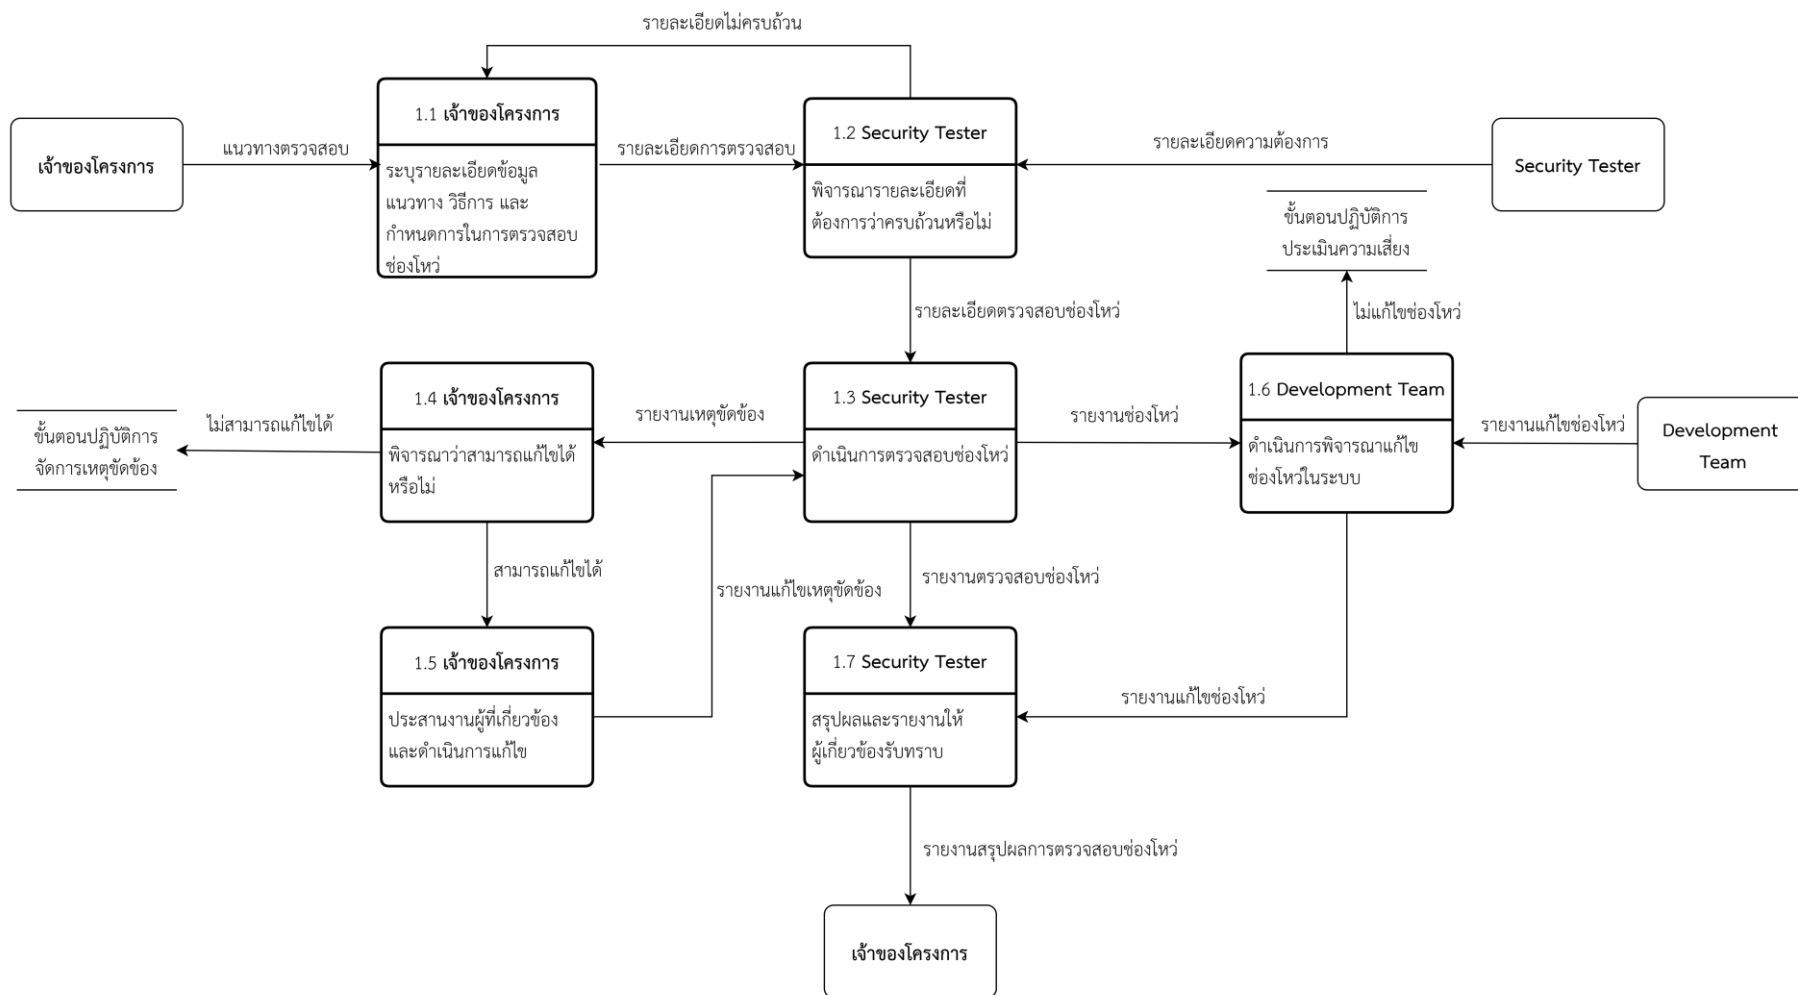 รายละเอียดไม่ครบถ้วน
เจ้าของโครงการ
แนวทางตรวจสอบ
1.1 เจ้าของโครงการ
ระบุรายละเอียดข้อมูล
แนวทาง วิธีการ และ
กำหนดการในการตรวจสอบ
ช่องโหว่
รายละเอียดการตรวจสอบ
1.2 Security Tester
พิจารณารายละเอียดที่
ต้องการว่าครบถ้วนหรือไม่
รายละเอียดความต้องการ
Security Tester
ขั้นตอนปฏิบัติการ
ประเมินความเสี่ยง
ไม่แก้ไขช่องโหว่
รายละเอียดตรวจสอบช่องโหว่
ขั้นตอนปฏิบัติการ
จัดการเหตุขัดข้อง
ไม่สามารถแก้ไขได้
1.4 เจ้าของโครงการ
พิจารณาว่าสามารถแก้ไขได้
หรือไม่
รายงานเหตุขัดข้อง
1.3 Security Tester
ดำเนินการตรวจสอบช่องโหว่
รายงานช่องโหว่
1.6 Development Team
ดำเนินการพิจารณาแก้ไข
ช่องโหว่ในระบบ
รายงานแก้ไขช่องโหว่
Development
Team
สามารถแก้ไขได้
รายงานแก้ไขเหตุขัดข้อง
รายงานตรวจสอบช่องโหว่
1.5 เจ้าของโครงการ
ประสานงานผู้ที่เกี่ยวข้อง
และดำเนินการแก้ไข
1.7 Security Tester
สรุปผลและรายงานให้
ผู้เกี่ยวข้องรับทราบ
รายงานแก้ไขช่องโหว่
รายงานสรุปผลการตรวจสอบช่องโหว่
เจ้าของโครงการ